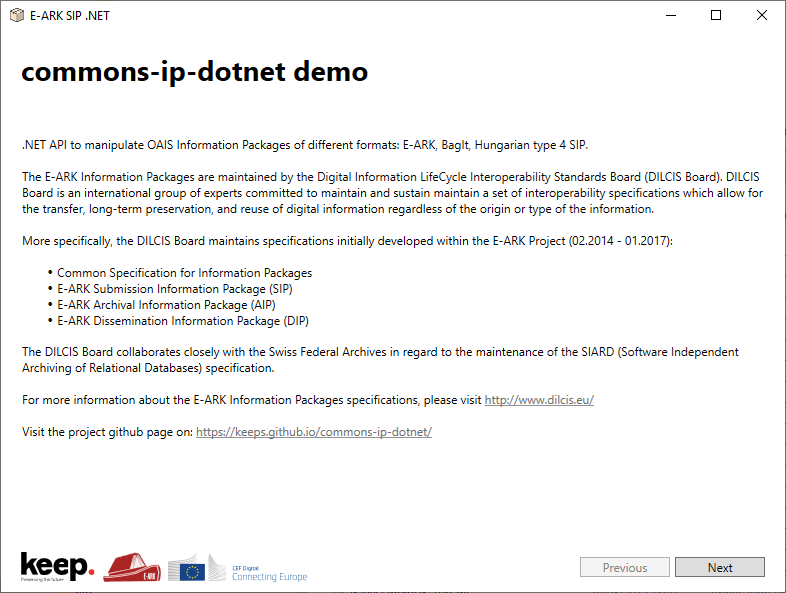 E-ARK SIP .NET
commons-ip-dotnet demo
.NET API to manipulate OAIS Information Packages of different formats: E-ARK, BagIt, Hungarian type 4 SIP.
The E-ARK Information Packages are maintained by the Digital Information LifeCycle Interoperability Standards Board (DILCIS Board). DILCIS
Board is an international group of experts committed to maintain and sustain maintain a set of interoperability specifications which allow for
the transfer, long-term preservation, and reuse of digital information regardless of the origin or type of the information.
More specifically, the DILCIS Board maintains specifications initially developed within the E-ARK Project (02.2014 - 01.2017):
• Common Specification for Information Packages
• E-ARK Submission Information Package (SIP)
• E-ARK Archival Information Package (AIP)
• E-ARK Dissemination Information Package (DIP)
The DILCIS Board collaborates closely with the Swiss Federal Archives in regard to the maintenance of the SIARD (Software Independent
Archiving of Relational Databases) specification.
For more information about the E-ARK Information Packages specifications, please visit http://www.dilcis.eu/
Visit the project github page on: https://keeps.github.io/commons-ip-dotnet/
keep.
Preserving the future
E-ARK
CEF Digital
Connecting Europe
Previous
Next